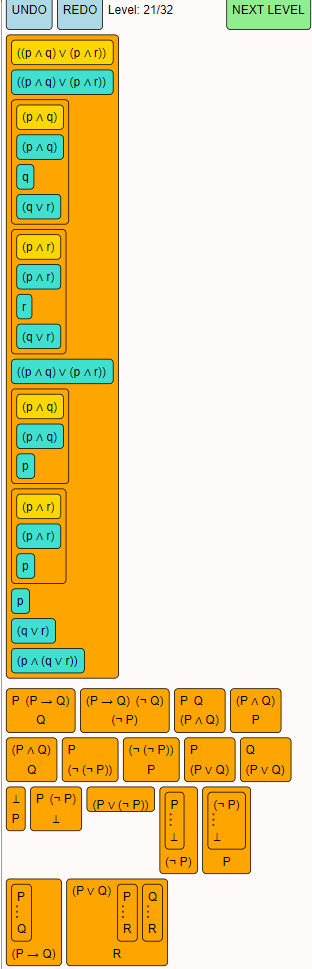 UNDO REDO Level: 21/32 NEXT LEVEL
((p ∧ q) ∨ (p ∧ r))
((p ∧ q) ∨ (p ∧ r))
(p ∧ q)
(p ∧ q)
q
(q ∨ r)
(p ∧ r)
(p ∧ r)
r
(q ∨ r)
((p ∧ q) ∨ (p ∧ r))
(p ∧ q)
(p ∧ q)
p
(p ∧ r)
(p ∧ r)
p
p
(q ∨ r)
(p ∧ (q ∨ r))
P (P → Q) (P → Q) (¬ Q) P Q (P ∧ Q)
Q (¬ P) (P ∧ Q) P
(P ∧ Q) P (¬ (¬ P)) P Q
Q (¬ (¬ P)) P (P ∨ Q) (P ∨ Q)
⊥ P (¬ P) (P ∨ (¬ P)) P (¬ P)
P ⊥ ⋮ ⋮
⊥ ⊥
(¬ P) P
P (P ∨ Q) P Q
⋮ ⋮ ⋮
Q R R
(P → Q) R